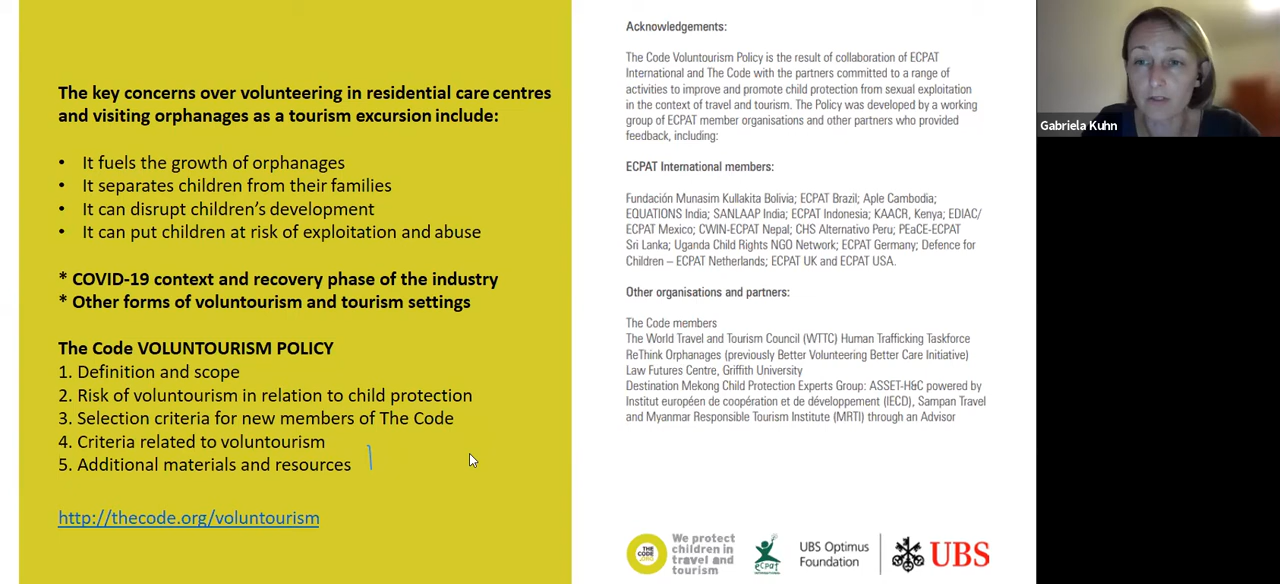 The key concerns over volunteering in residential care centres
and visiting orphanages as a tourism excursion include:
• It fuels the growth of orphanages
• It separates children from their families
• It can disrupt children's development
• It can put children at risk of exploitation and abuse
* COVID-19 context and recovery phase of the industry
* Other forms of voluntourism and tourism settings
The Code VOLUNTOURISM POLICY
1. Definition and scope
2. Risk of voluntourism in relation to child protection
3. Selection criteria for new members of The Code
4. Criteria related to voluntourism
5. Additional materials and resources
http://thecode.org/voluntourism
Acknowledgements:
The Code Voluntourism Policy is the result of collaboration of ECPAT
International and The Code with the partners committed to a range of
activities to improve and promote child protection from sexual exploitation
in the context of travel and tourism. The Policy was developed by a working
group of ECPAT member organisations and other partners who provided
feedback, including:
ECPAT International members:
Fundación Munasim Kullakita Bolivia; ECPAT Brazil; Aple Cambodia;
EQUATIONS India; SANLAAP India; ECPAT Indonesia; KAACR, Kenya; EDIAC/
ECPAT Mexico; CWIN-ECPAT Nepal; CHS Alternativo Peru; PEaCE-ECPAT
Sri Lanka; Uganda Child Rights NGO Network; ECPAT Germany; Defence for
Children – ECPAT Netherlands; ECPAT UK and ECPAT USA.
Other organisations and partners:
The Code members
The World Travel and Tourism Council (WTTC) Human Trafficking Taskforce
ReThink Orphanages (previously Better Volunteering Better Care Initiative)
Law Futures Centre, Griffith University
Destination Mekong Child Protection Experts Group: ASSET-H&C powered by
Institut européen de coopération et de développement (IECD), Sampan Travel
and Myanmar Responsible Tourism Institute (MRTI) through an Advisor
THE
CODE
We protect
children in
travel and
tourism
ecpat
UBS Optimus
Foundation
UBS
Gabriela Kuhn